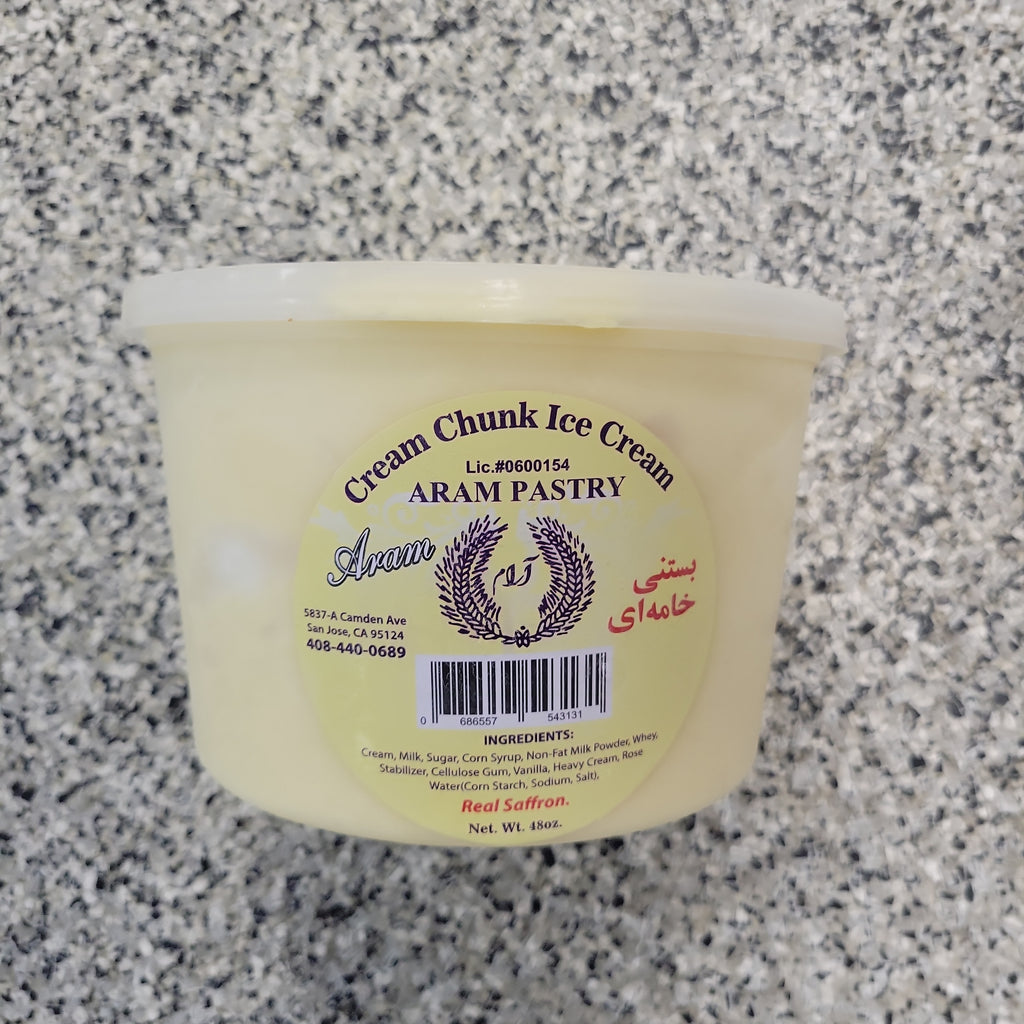 Cream Chunk Ice Cream
Lic.#0600154
ARAM PASTRY
Aram
آرام
بستنی
خامه‌ای
5837-A Camden Ave
San Jose, CA 95124
408-440-0689
0 686557 543131
INGREDIENTS:
Cream, Milk, Sugar, Corn Syrup, Non-Fat Milk Powder, Whey,
Stabilizer, Cellulose Gum, Vanilla, Heavy Cream, Rose
Water(Corn Starch, Sodium, Salt),
Real Saffron.
Net. Wt. 48oz.